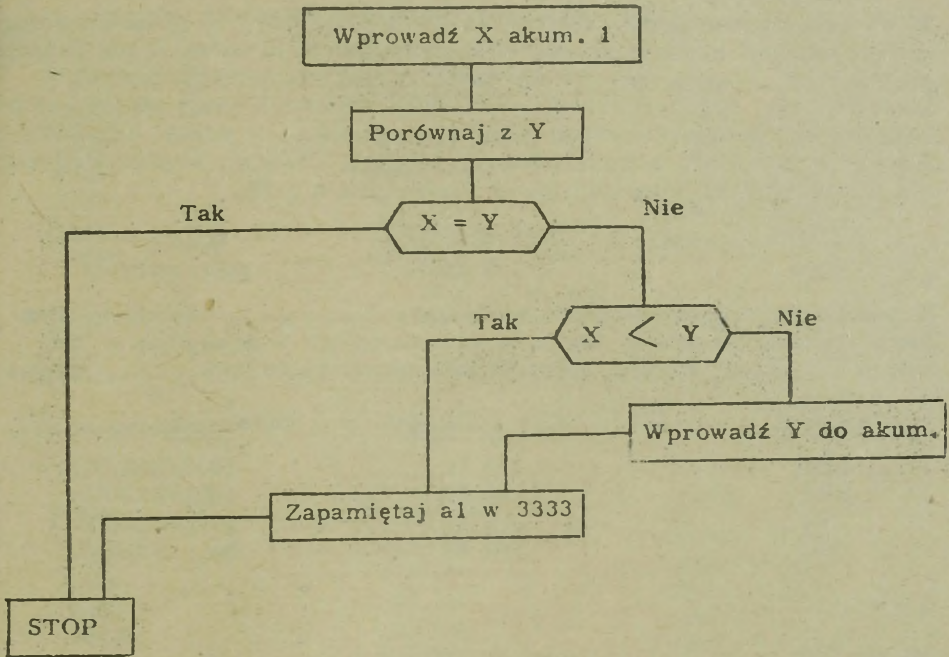 Wprowadź X akum. 1
Porównaj z Y
Tak
X = Y
Nie
Tak
X < Y
Nie
Wprowadź Y do akum.
Zapamiętaj a1 w 3333
STOP